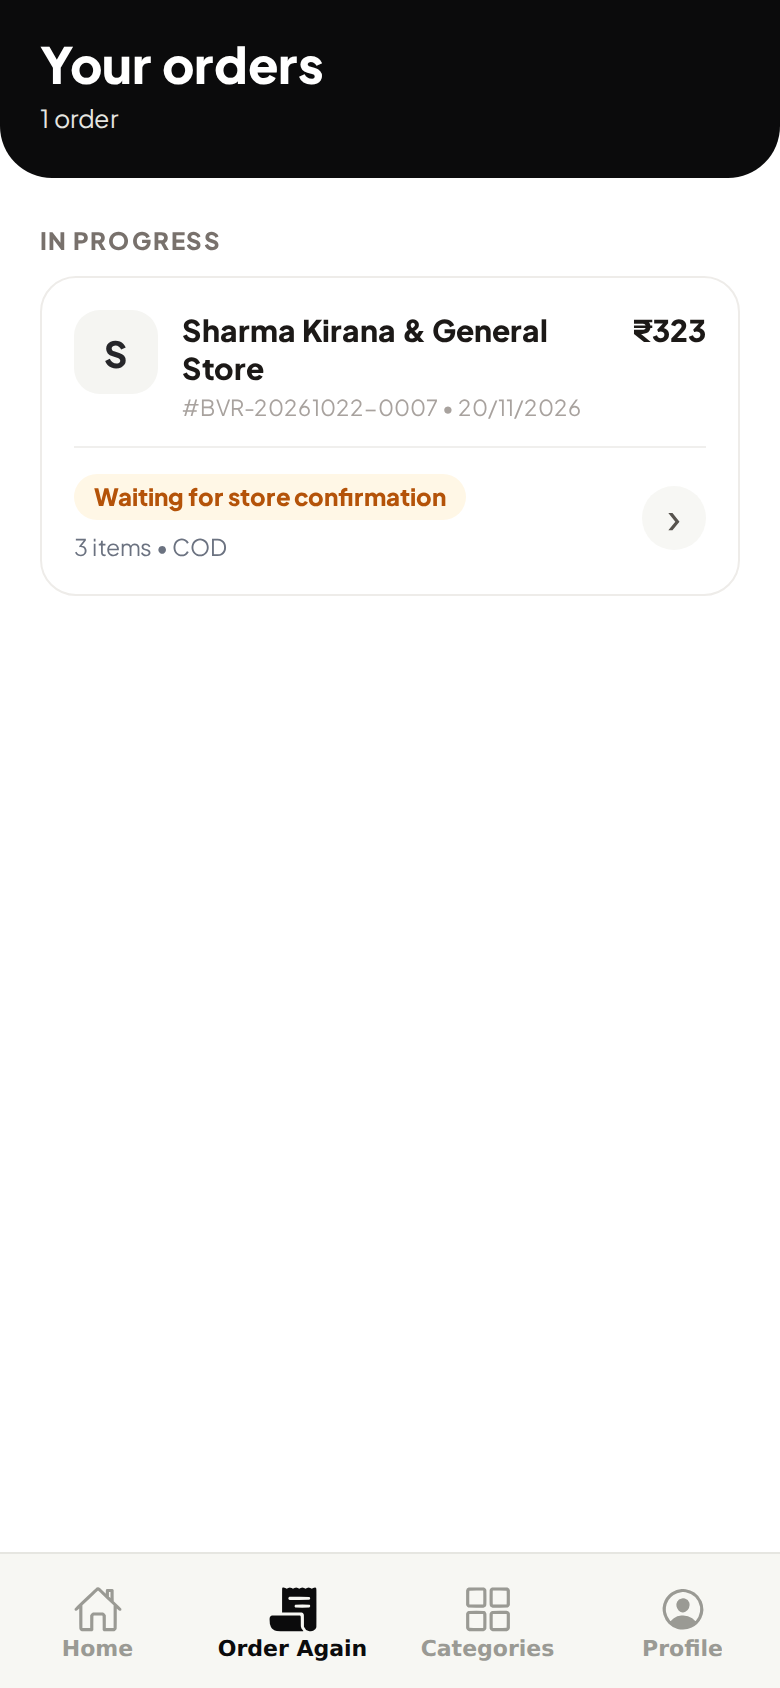 Your orders
1 order
IN PROGRESS
S
Sharma Kirana & General
Store
₹323
#BVR-20261022-0007 • 20/11/2026
Waiting for store confirmation
3 items • COD
Home
Order Again
Categories
Profile